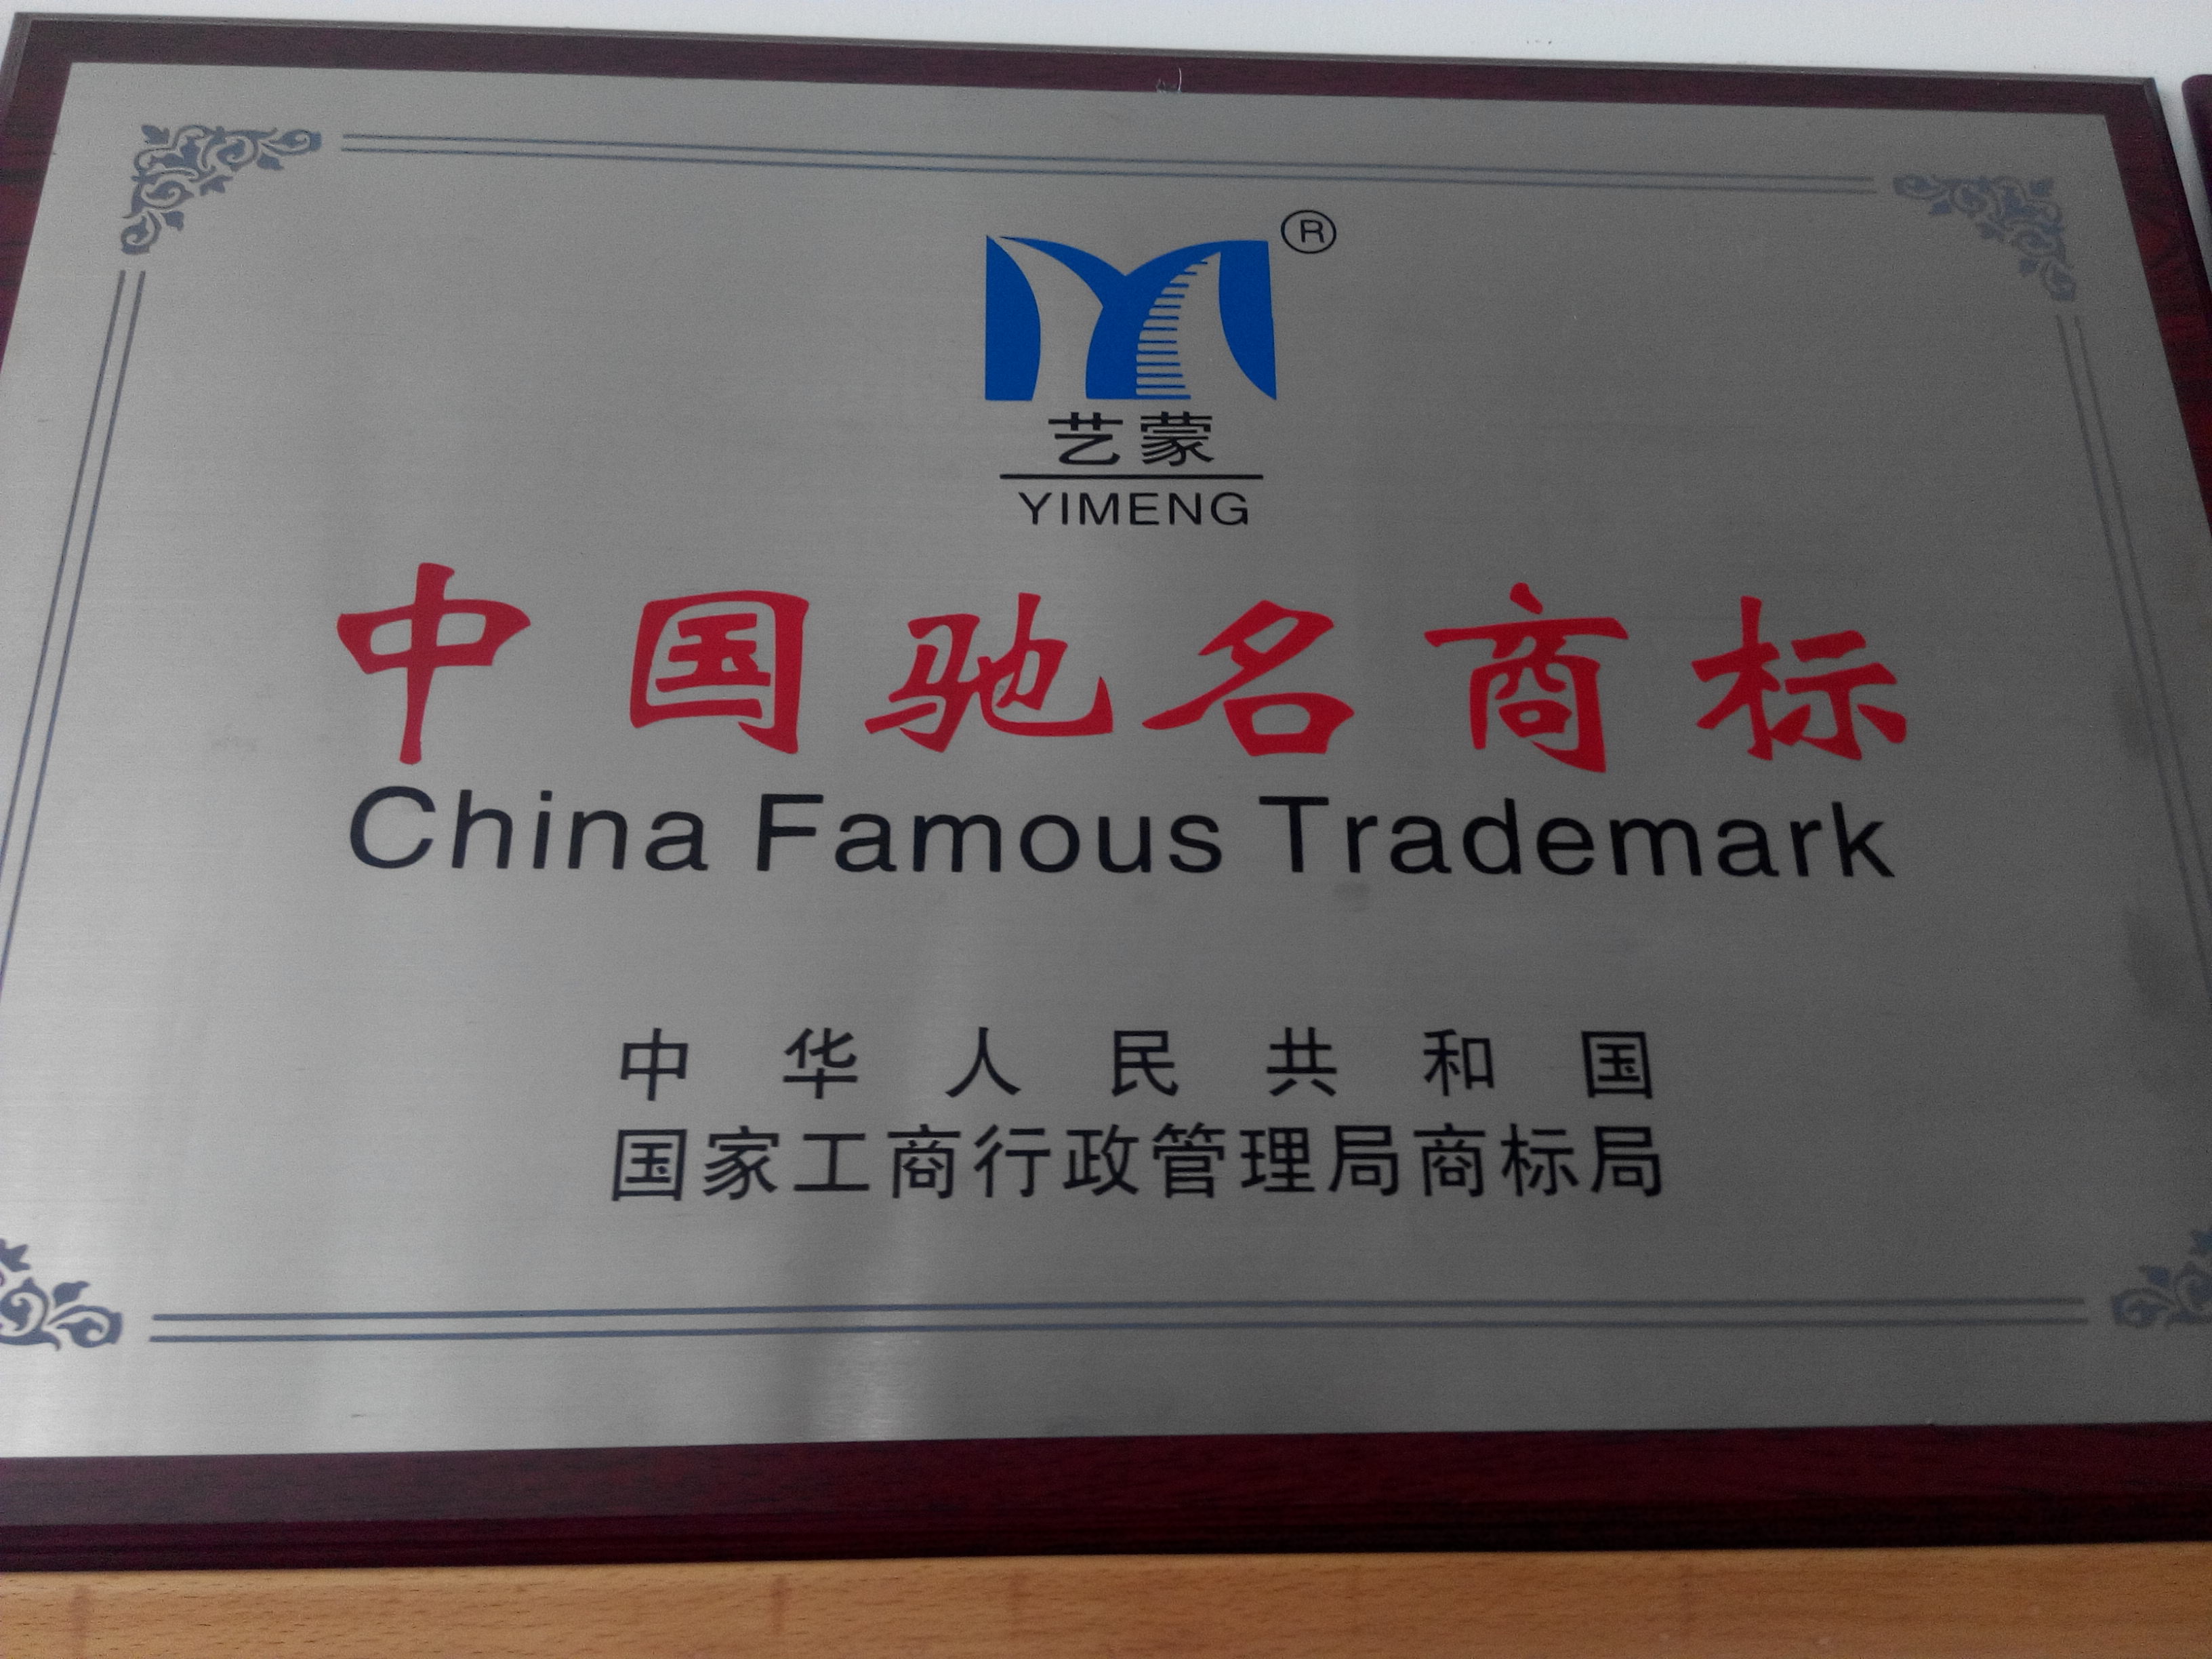 ®
艺蒙
YIMENG
中国驰名商标
China Famous Trademark
中华人民共和国
国家工商行政管理局商标局